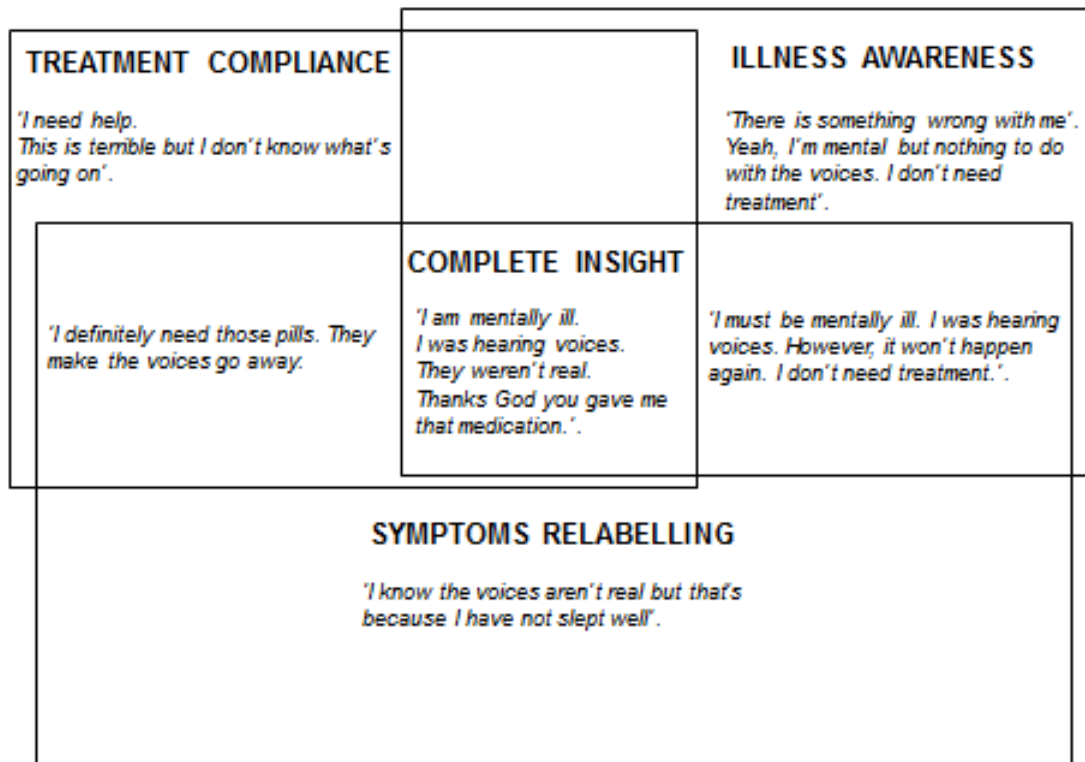 TREATMENT COMPLIANCE
'I need help.
This is terrible but I don't know what's
going on'.
ILLNESS AWARENESS
'There is something wrong with me'.
Yeah, I'm mental but nothing to do
with the voices. I don't need
treatment'.
'I definitely need those pills. They
make the voices go away.
COMPLETE INSIGHT
'I am mentally ill.
I was hearing voices.
They weren't real.
Thanks God you gave me
that medication.'.
'I must be mentally ill. I was hearing
voices. However, it won't happen
again. I don't need treatment.'.
SYMPTOMS RELABELLING
'I know the voices aren't real but that's
because I have not slept well'.